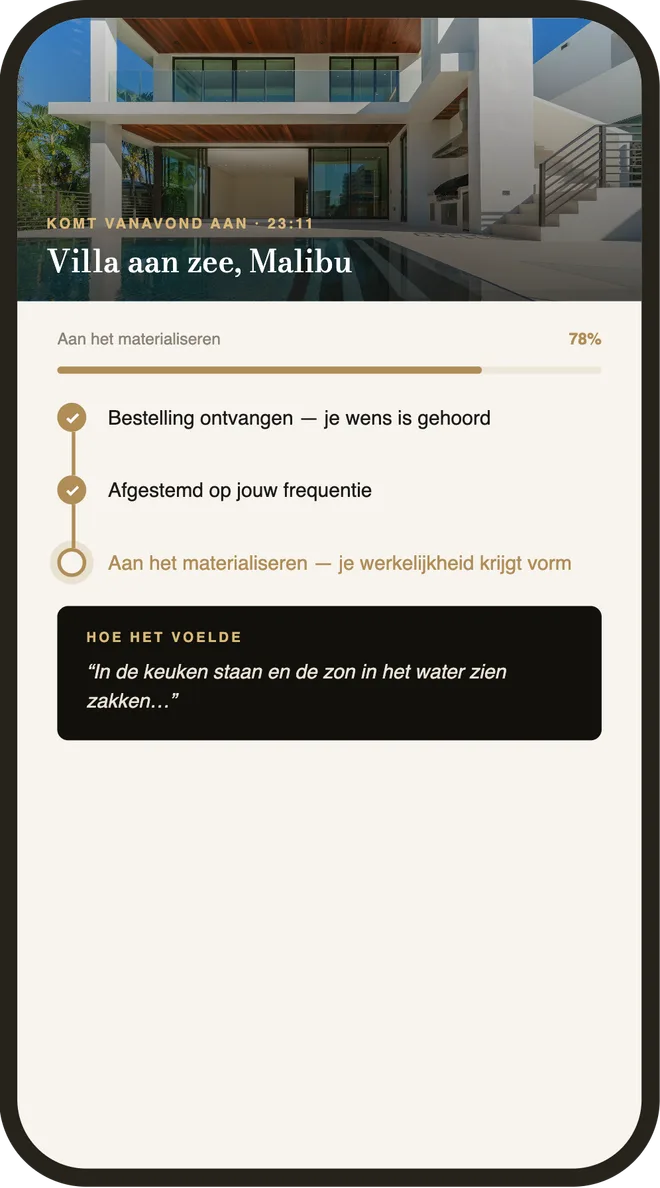 KOMT VANAVOND AAN · 23:11
Villa aan zee, Malibu
Aan het materialiseren 78%
Bestelling ontvangen — je wens is gehoord
Afgestemd op jouw frequentie
Aan het materialiseren — je werkelijkheid krijgt vorm
HOE HET VOELDE
“In de keuken staan en de zon in het water zien
zakken…”